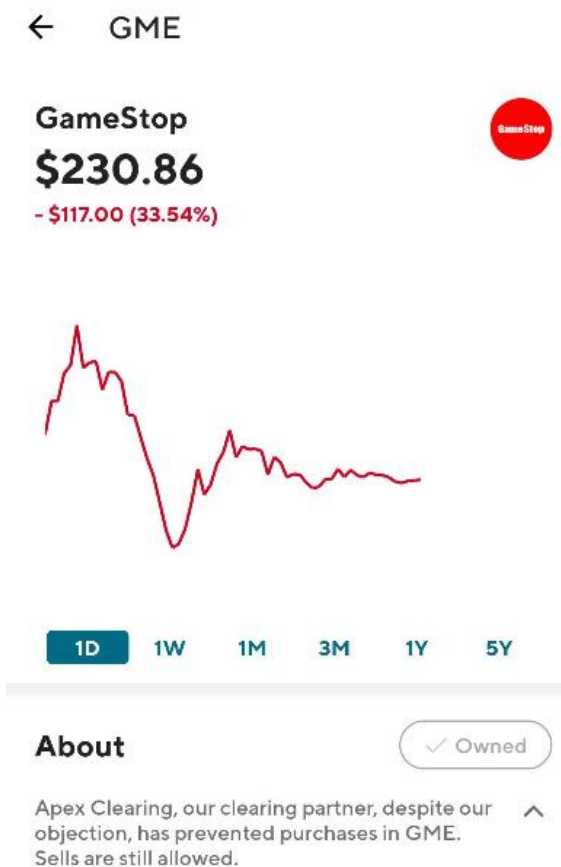 GME
GameStop
GameStop
$230.86
- $117.00 (33.54%)
1D 1W 1M 3M 1Y 5Y
About
Owned
Apex Clearing, our clearing partner, despite our
objection, has prevented purchases in GME.
Sells are still allowed.